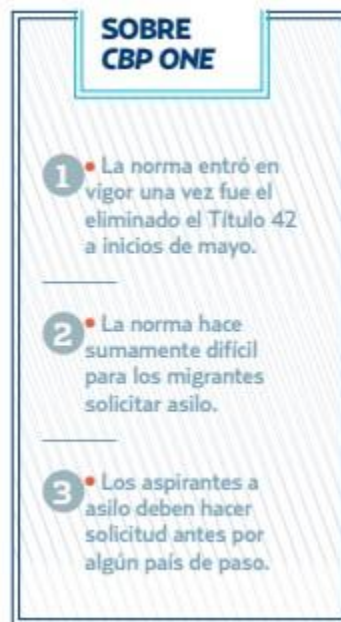 SOBRE
CBP ONE
1 • La norma entró en
vigor una vez fue el
eliminado el Título 42
a inicios de mayo.
2 • La norma hace
sumamente difícil
para los migrantes
solicitar asilo.
3 • Los aspirantes a
asilo deben hacer
solicitud antes por
algún país de paso.